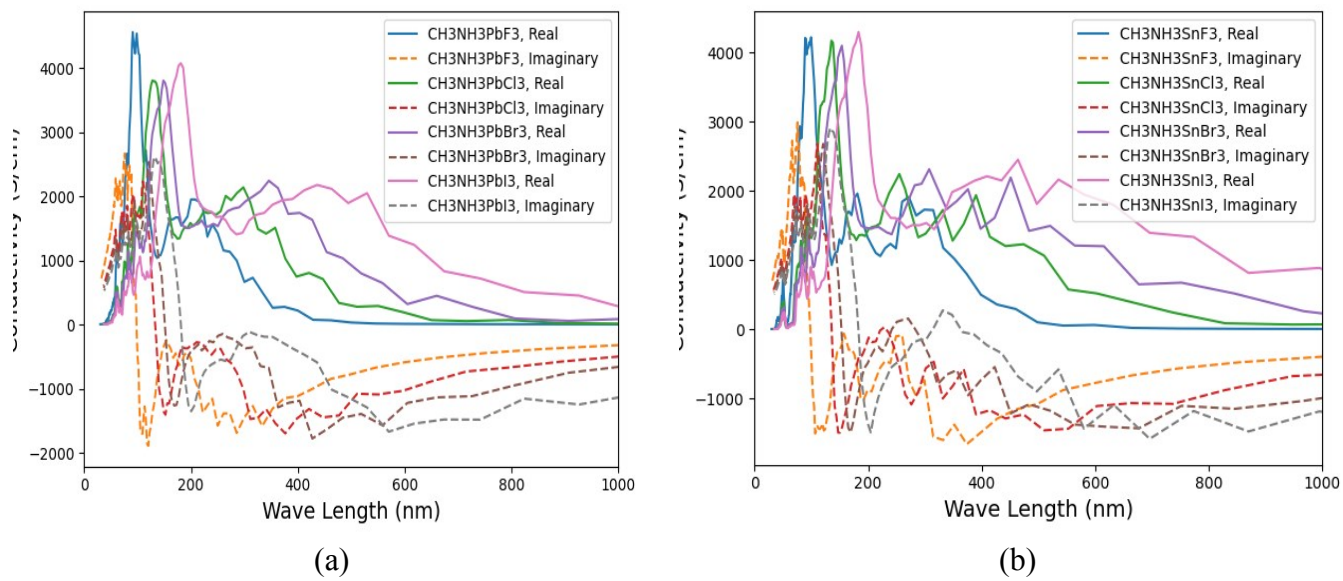 CH3NH3PbF3, Real
CH3NH3PbF3, Imaginary
CH3NH3PbCl3, Real
CH3NH3PbCl3, Imaginary
CH3NH3PbBr3, Real
CH3NH3PbBr3, Imaginary
CH3NH3PbI3, Real
CH3NH3PbI3, Imaginary
4000
3000
2000
1000
0
−1000
−2000
0 200 400 600 800 1000
Wave Length (nm)
(a)
CH3NH3SnF3, Real
CH3NH3SnF3, Imaginary
CH3NH3SnCl3, Real
CH3NH3SnCl3, Imaginary
CH3NH3SnBr3, Real
CH3NH3SnBr3, Imaginary
CH3NH3SnI3, Real
CH3NH3SnI3, Imaginary
4000
3000
2000
1000
0
−1000
0 200 400 600 800 1000
Wave Length (nm)
(b)